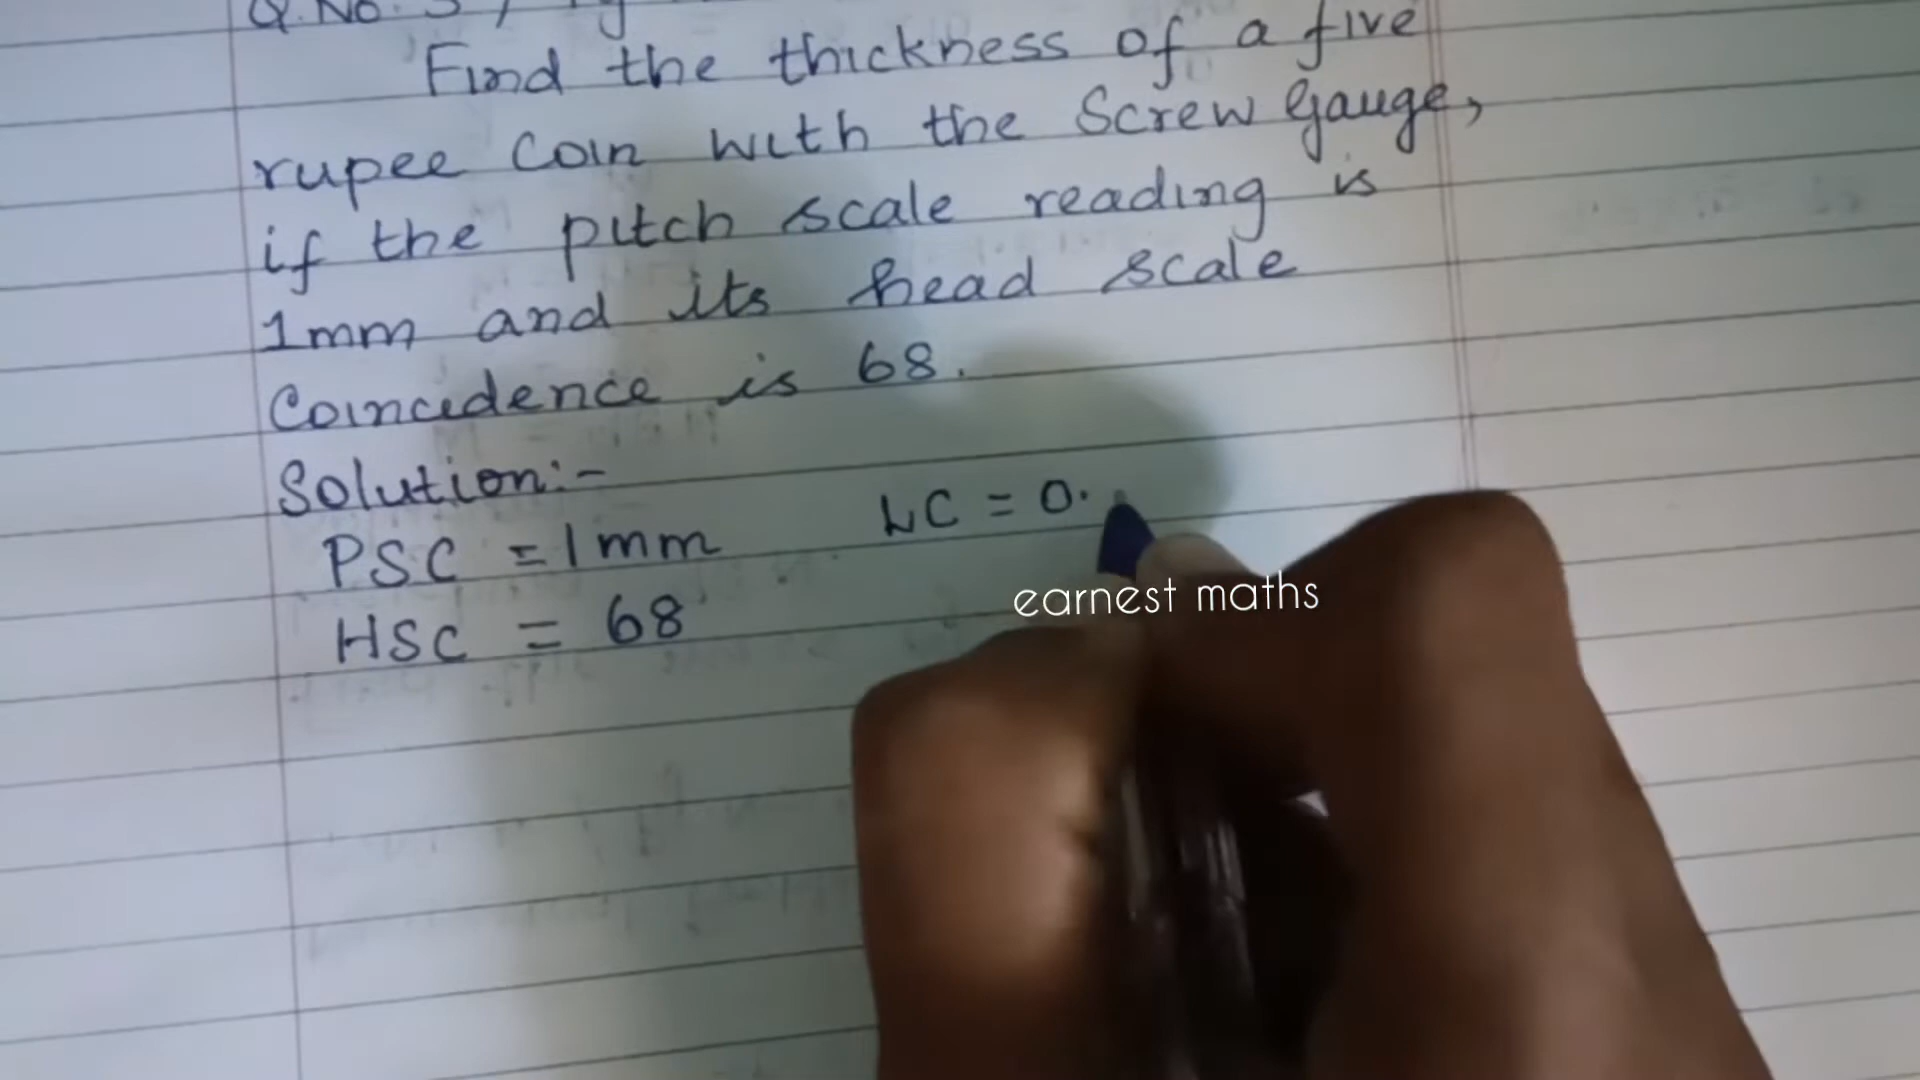 Q. No.
Find the thickness of a five
rupee coin with the Screw Gauge,
if the pitch scale reading is
1mm and its head scale
Coincidence is 68.
Solution:-
PSC = 1mm LC = 0.
HSC = 68
earnest maths